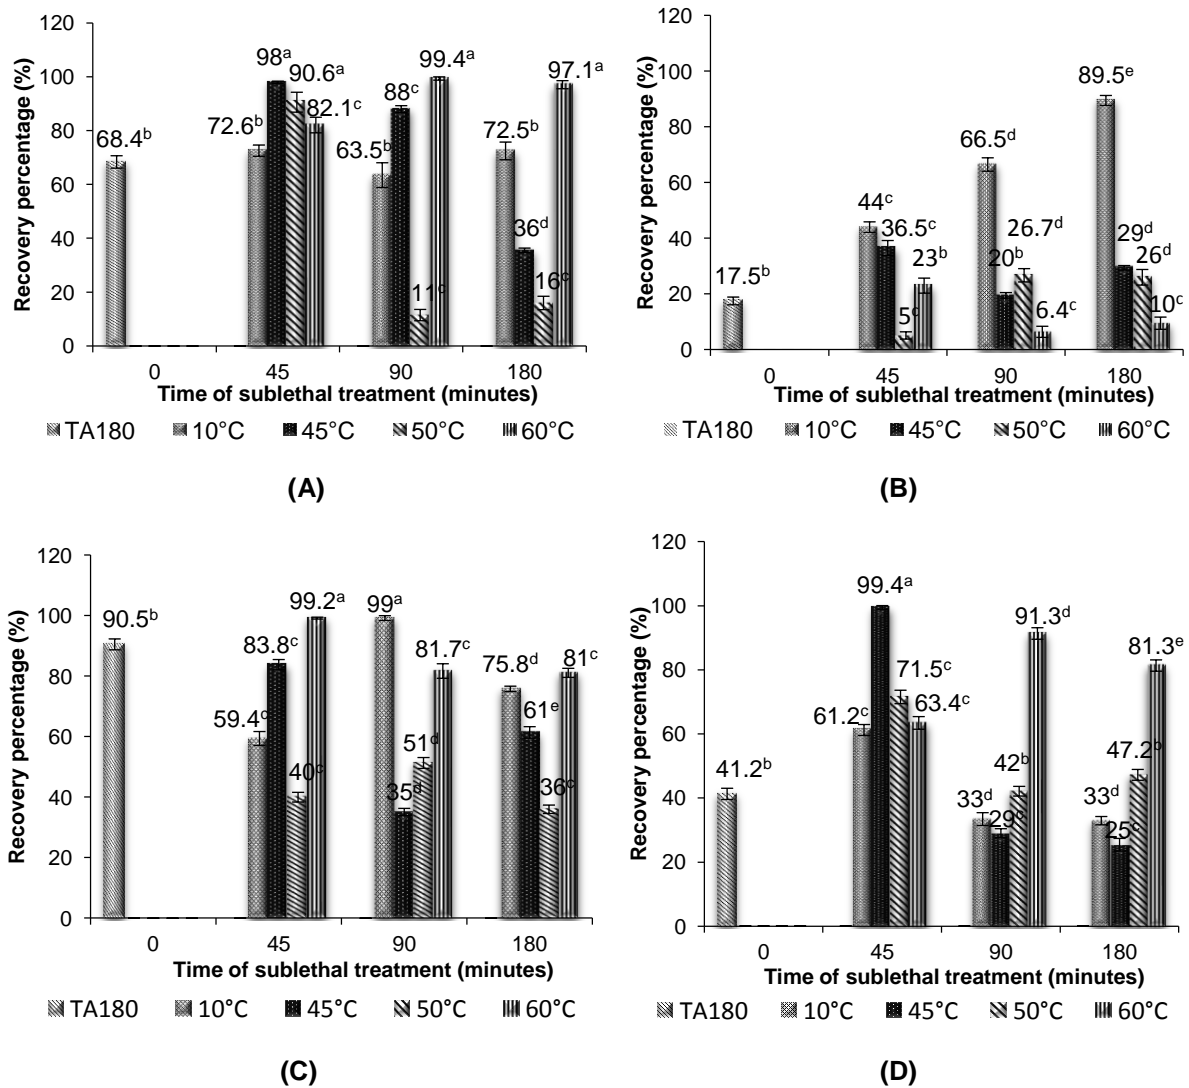 120
100
80
60
40
20
0
Recovery percentage (%)
68.4ᵇ
72.6ᵇ
98ᵃ
90.6ᵃ
82.1ᶜ
63.5ᵇ
88ᶜ
11ᶜ
99.4ᵃ
72.5ᵇ
36ᵈ
16ᶜ
97.1ᵃ
0 45 90 180
Time of sublethal treatment (minutes)
TA180 10°C 45°C 50°C 60°C
(A)
120
100
80
60
40
20
0
Recovery percentage (%)
17.5ᵇ
44ᶜ
36.5ᶜ
5ᶜ
23ᵇ
66.5ᵈ
20ᵇ
26.7ᵈ
6.4ᶜ
89.5ᵉ
29ᵈ
26ᵈ
10ᶜ
0 45 90 180
Time of sublethal treatment (minutes)
TA180 10°C 45°C 50°C 60°C
(B)
120
100
80
60
40
20
0
Recovery percentage (%)
90.5ᵇ
59.4ᶜ
83.8ᶜ
40ᶜ
99.2ᵃ
99ᵃ
35ᵈ
51ᵈ
81.7ᶜ
75.8ᵈ
61ᵉ
36ᶜ
81ᶜ
0 45 90 180
Time of sublethal treatment (minutes)
TA180 10°C 45°C 50°C 60°C
(C)
120
100
80
60
40
20
0
Recovery percentage (%)
41.2ᵇ
61.2ᶜ
99.4ᵃ
71.5ᶜ
63.4ᶜ
33ᵈ
29
42ᵇ
91.3ᵈ
33ᵈ
25
47.2ᵇ
81.3ᵉ
0 45 90 180
Time of sublethal treatment (minutes)
TA180 10°C 45°C 50°C 60°C
(D)